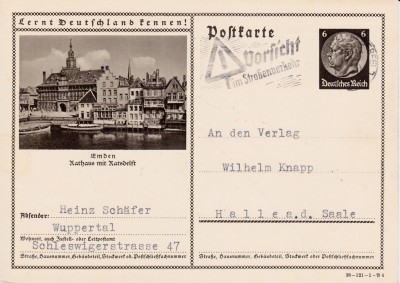 Lernt Deutschland kennen!
Postkarte
Vorsicht
im Straßenverkehr
6 6
Deutsches Reich
Emden
Rathaus mit Ratsdelft
Absender:
Heinz Schäfer
Wuppertal
Wohnort, auch Zustell- oder Leitpostamt
Schleswigerstrasse 47
Straße, Hausnummer, Gebäudeteil, Stockwerk od. Postschließfachnummer
An den Verlag
Wilhelm Knapp
Halle a.d. Saale
Straße, Hausnummer, Gebäudeteil, Stockwerk oder Postschließfachnummer